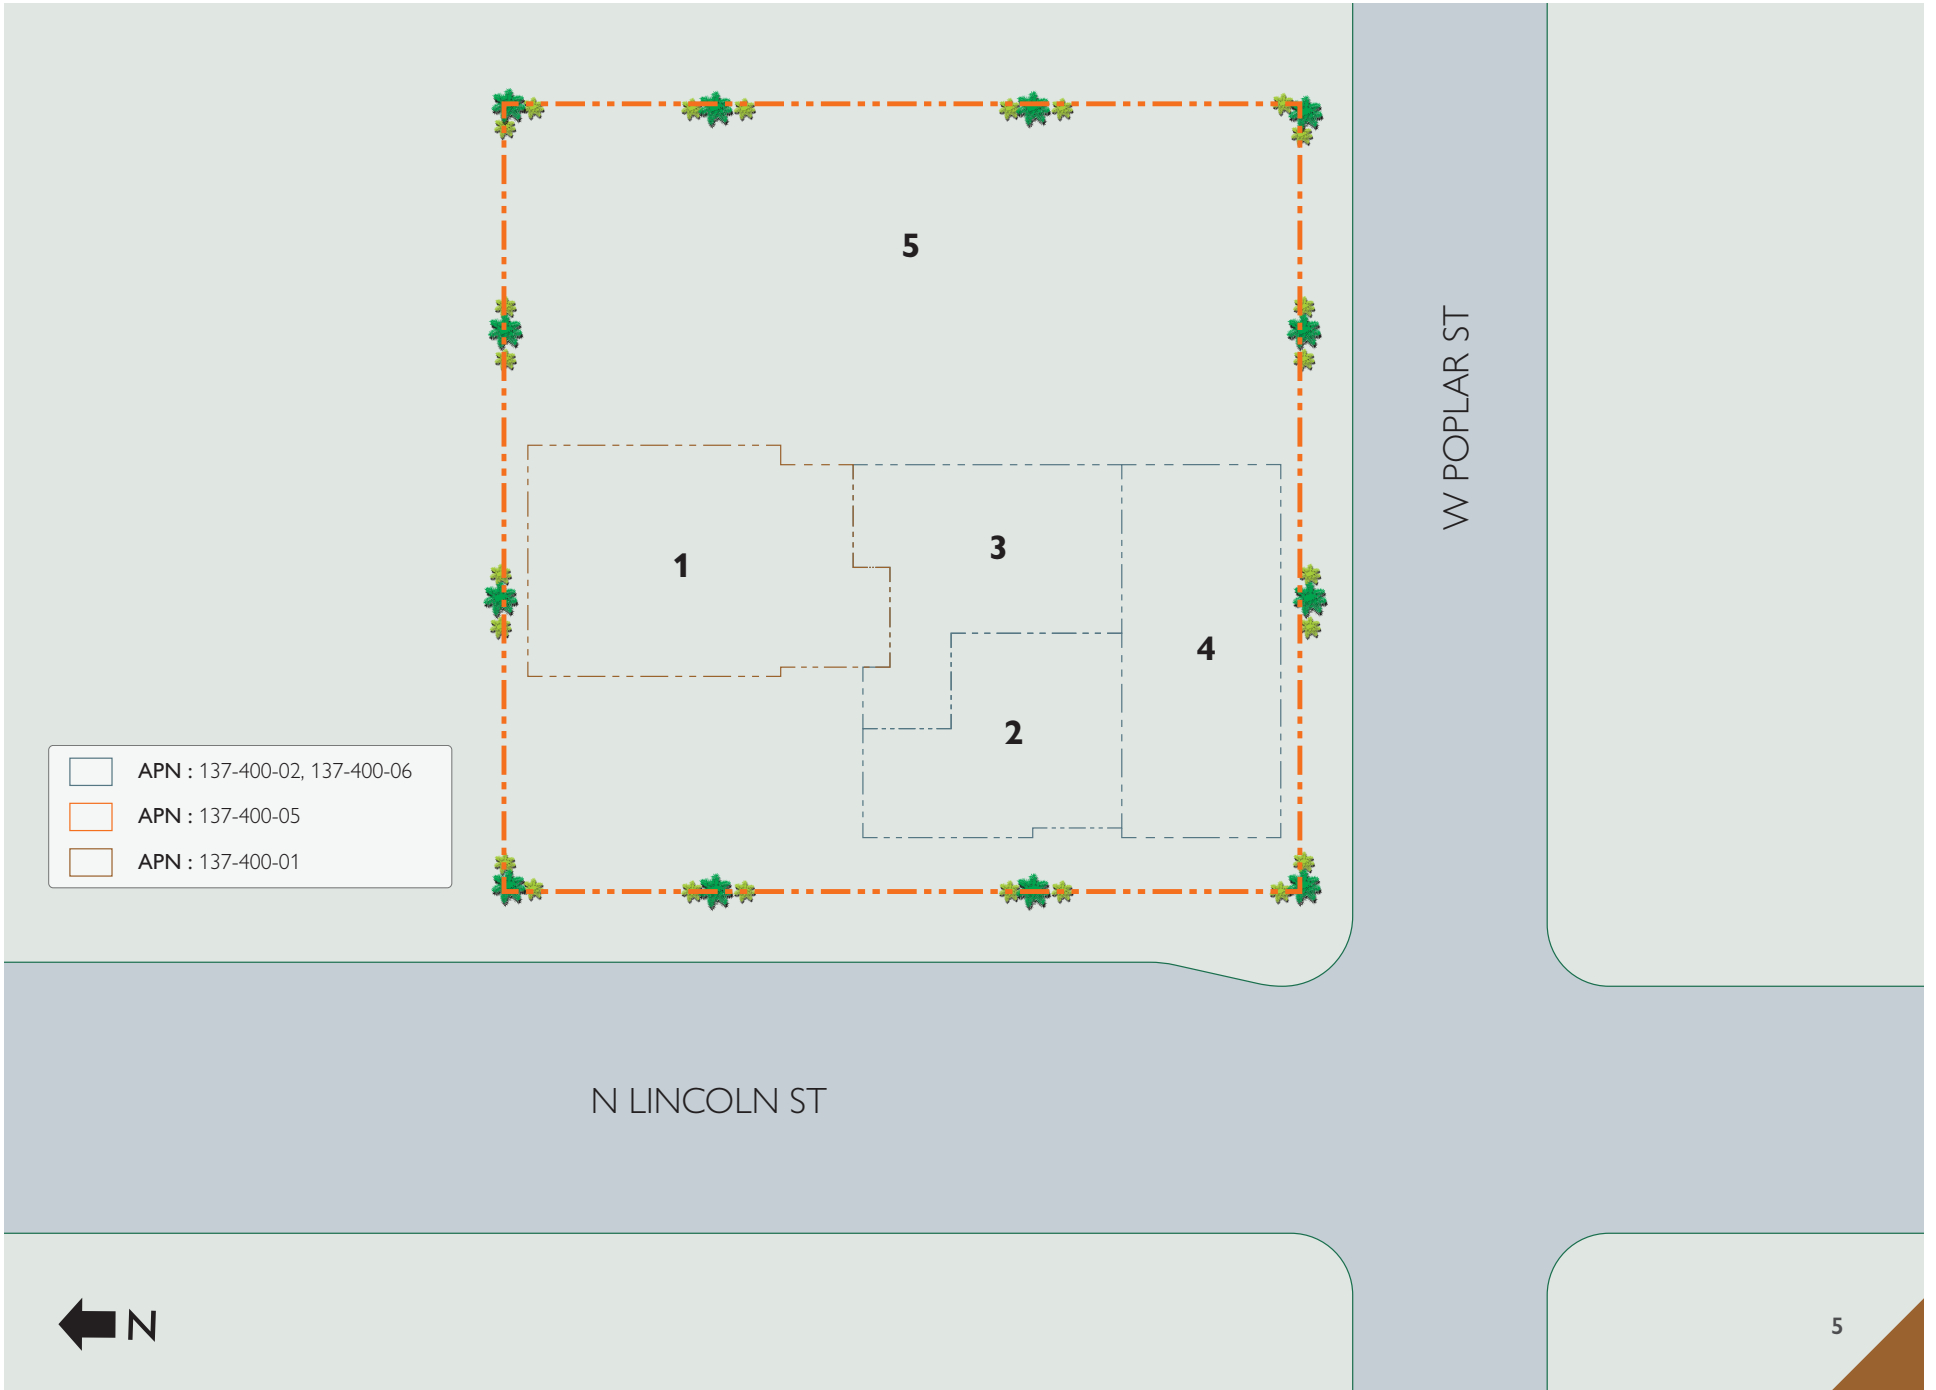 5
W POPLAR ST
3
1
4
2
APN : 137-400-02, 137-400-06
APN : 137-400-05
APN : 137-400-01
N LINCOLN ST
N
5